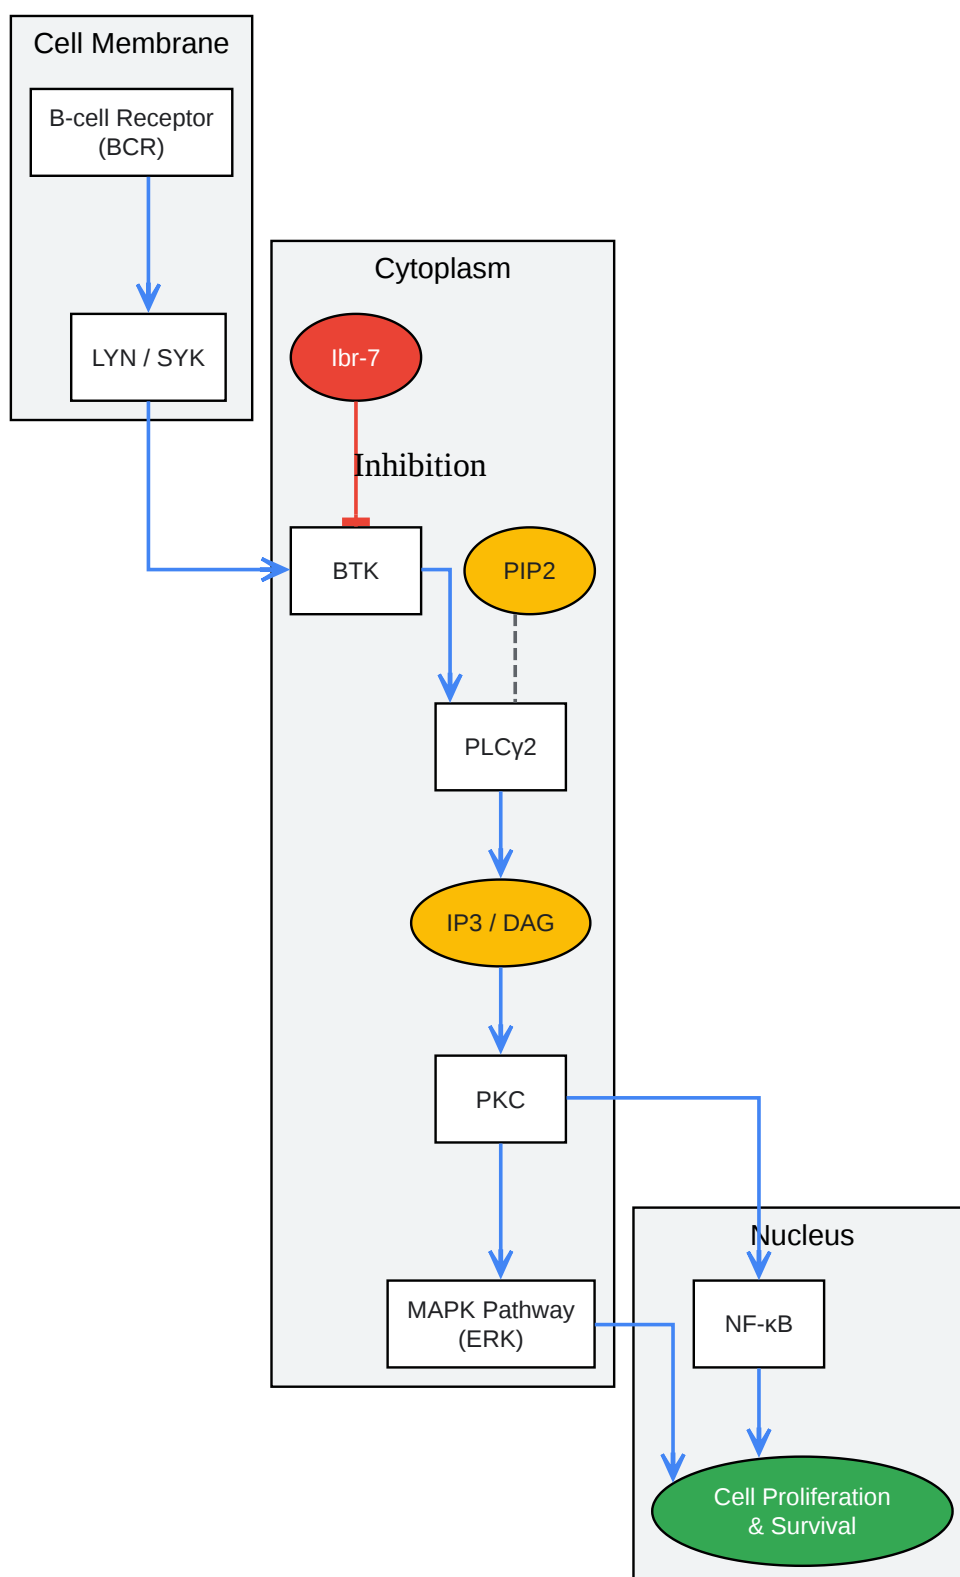 Cell Membrane
B-cell Receptor
(BCR)
LYN / SYK
Cytoplasm
Ibr-7
Inhibition
BTK
PIP2
PLCγ2
IP3 / DAG
PKC
MAPK Pathway
(ERK)
Nucleus
NF-κB
Cell Proliferation
& Survival